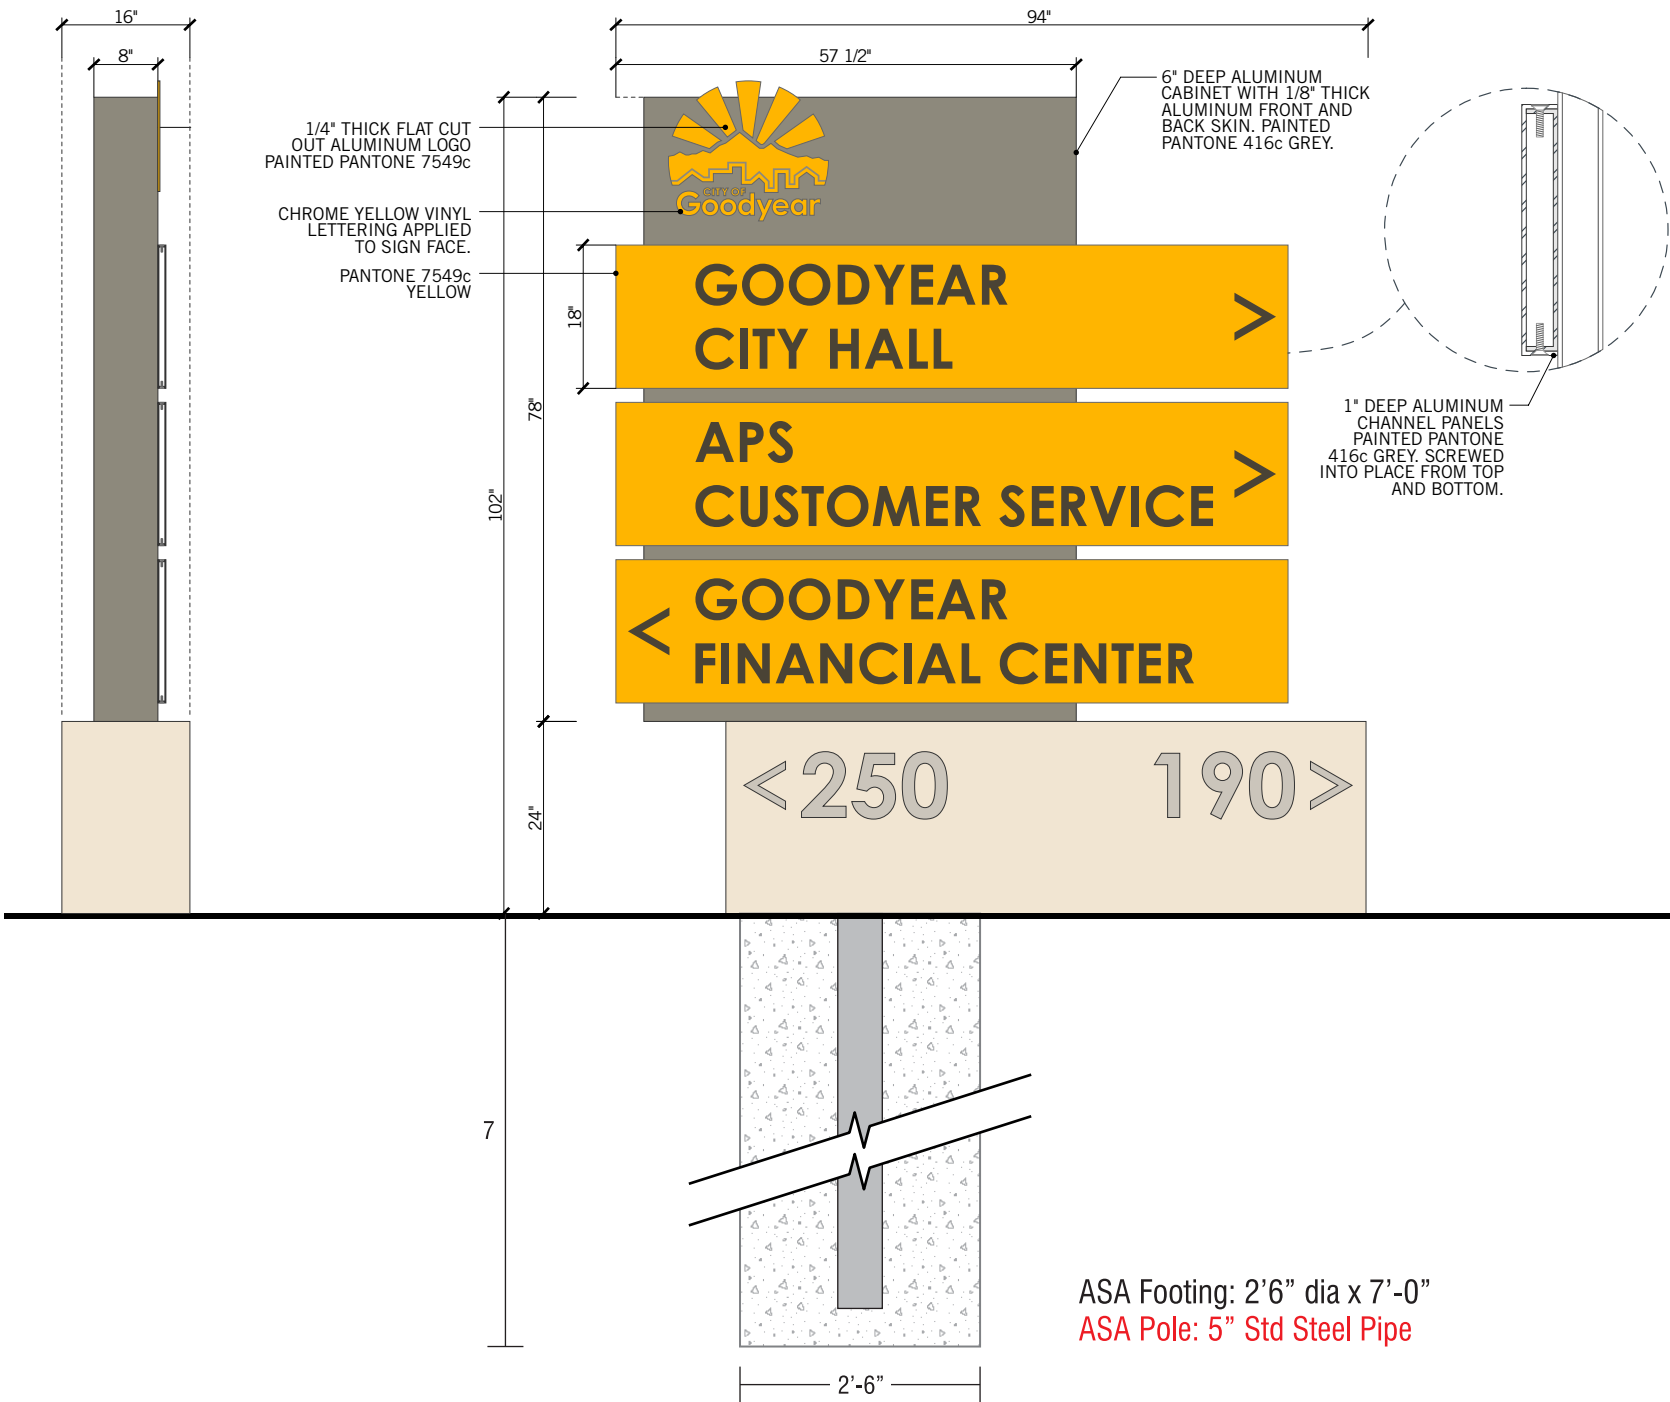 16"
8"
94"
57 1/2"
1/4" THICK FLAT CUT
OUT ALUMINUM LOGO
PAINTED PANTONE 7549c
CHROME YELLOW VINYL
LETTERING APPLIED
TO SIGN FACE.
PANTONE 7549c
YELLOW
6" DEEP ALUMINUM
CABINET WITH 1/8" THICK
ALUMINUM FRONT AND
BACK SKIN. PAINTED
PANTONE 416c GREY.
CITY OF
Goodyear
18"
78"
102"
24"
GOODYEAR
CITY HALL >
APS
CUSTOMER SERVICE >
< GOODYEAR
FINANCIAL CENTER
1" DEEP ALUMINUM
CHANNEL PANELS
PAINTED PANTONE
416c GREY. SCREWED
INTO PLACE FROM TOP
AND BOTTOM.
<250 190>
7
2'-6”
ASA Footing: 2’6” dia x 7’-0”
ASA Pole: 5” Std Steel Pipe